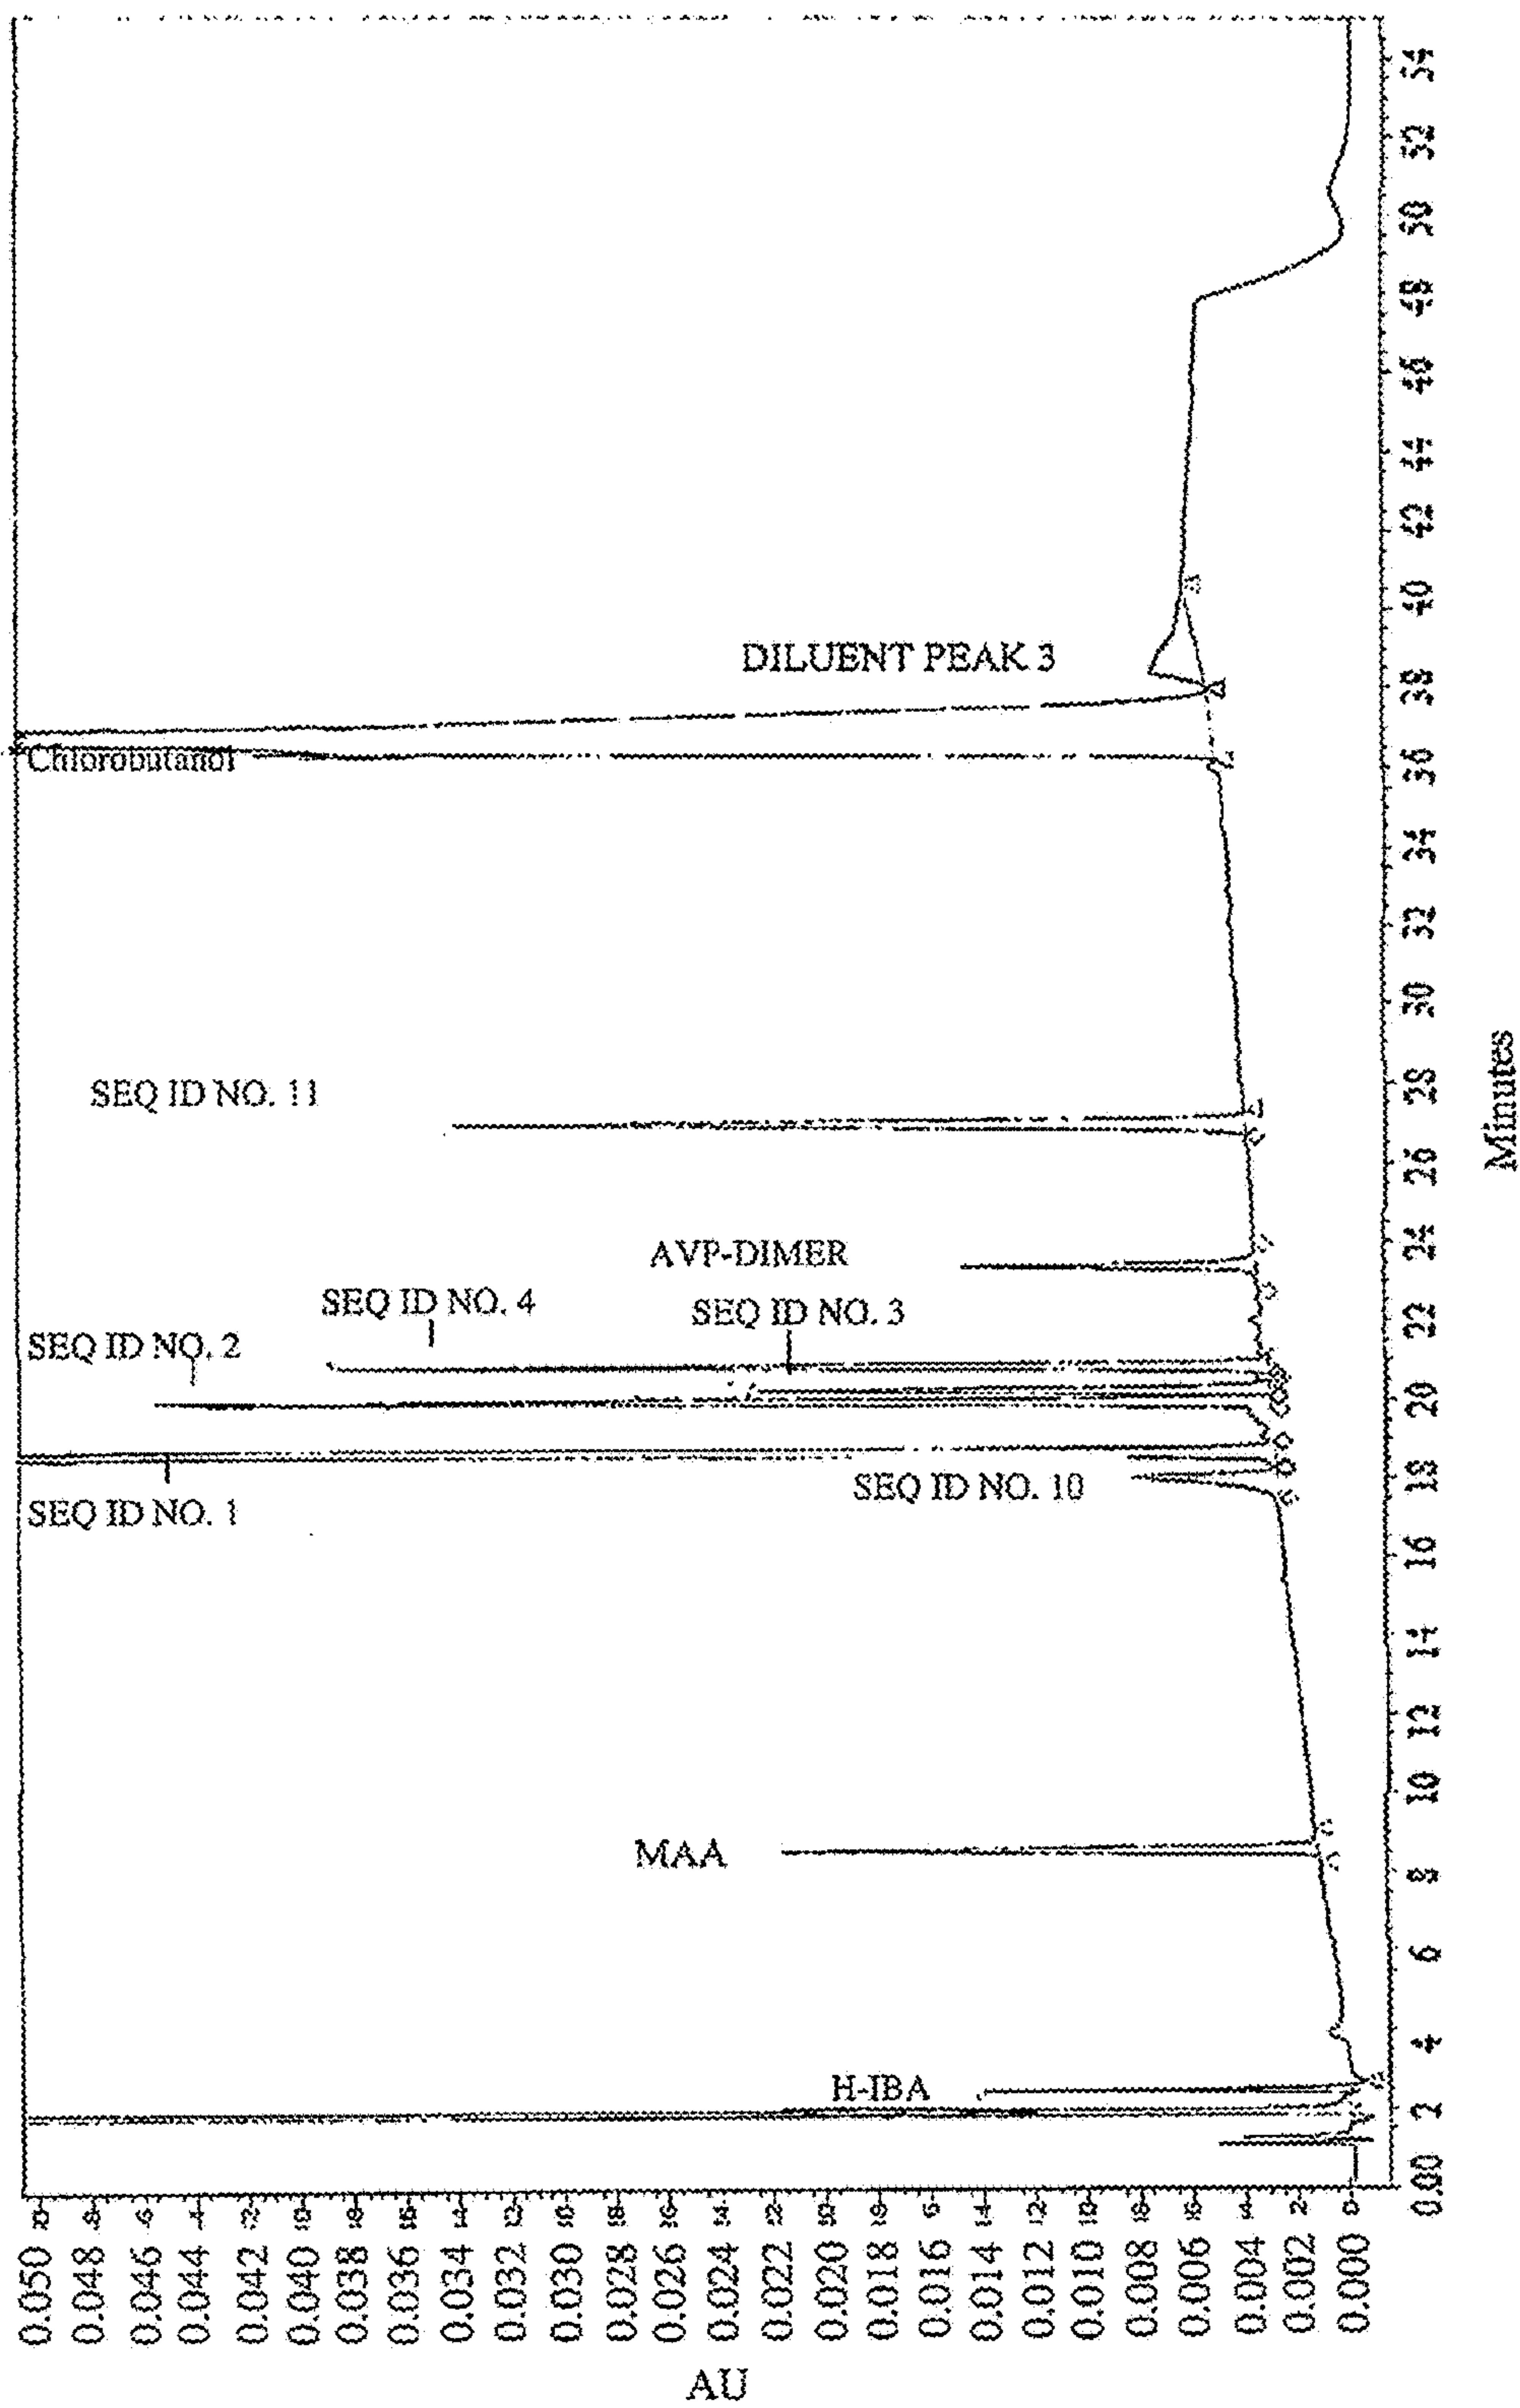 AU
0.050
0.048
0.046
0.044
0.042
0.040
0.038
0.036
0.034
0.032
0.030
0.028
0.026
0.024
0.022
0.020
0.018
0.016
0.014
0.012
0.010
0.008
0.006
0.004
0.002
0.000
H-IBA
MAA
SEQ ID NO. 1
SEQ ID NO. 10
SEQ ID NO. 2
SEQ ID NO. 4
SEQ ID NO. 3
AVP-DIMER
SEQ ID NO. 11
Chlorobutanol
DILUENT PEAK 3
0.00 2 4 6 8 10 12 14 16 18 20 22 24 26 28 30 32 34 36 38 40 42 44 46 48 50 52 54
Minutes